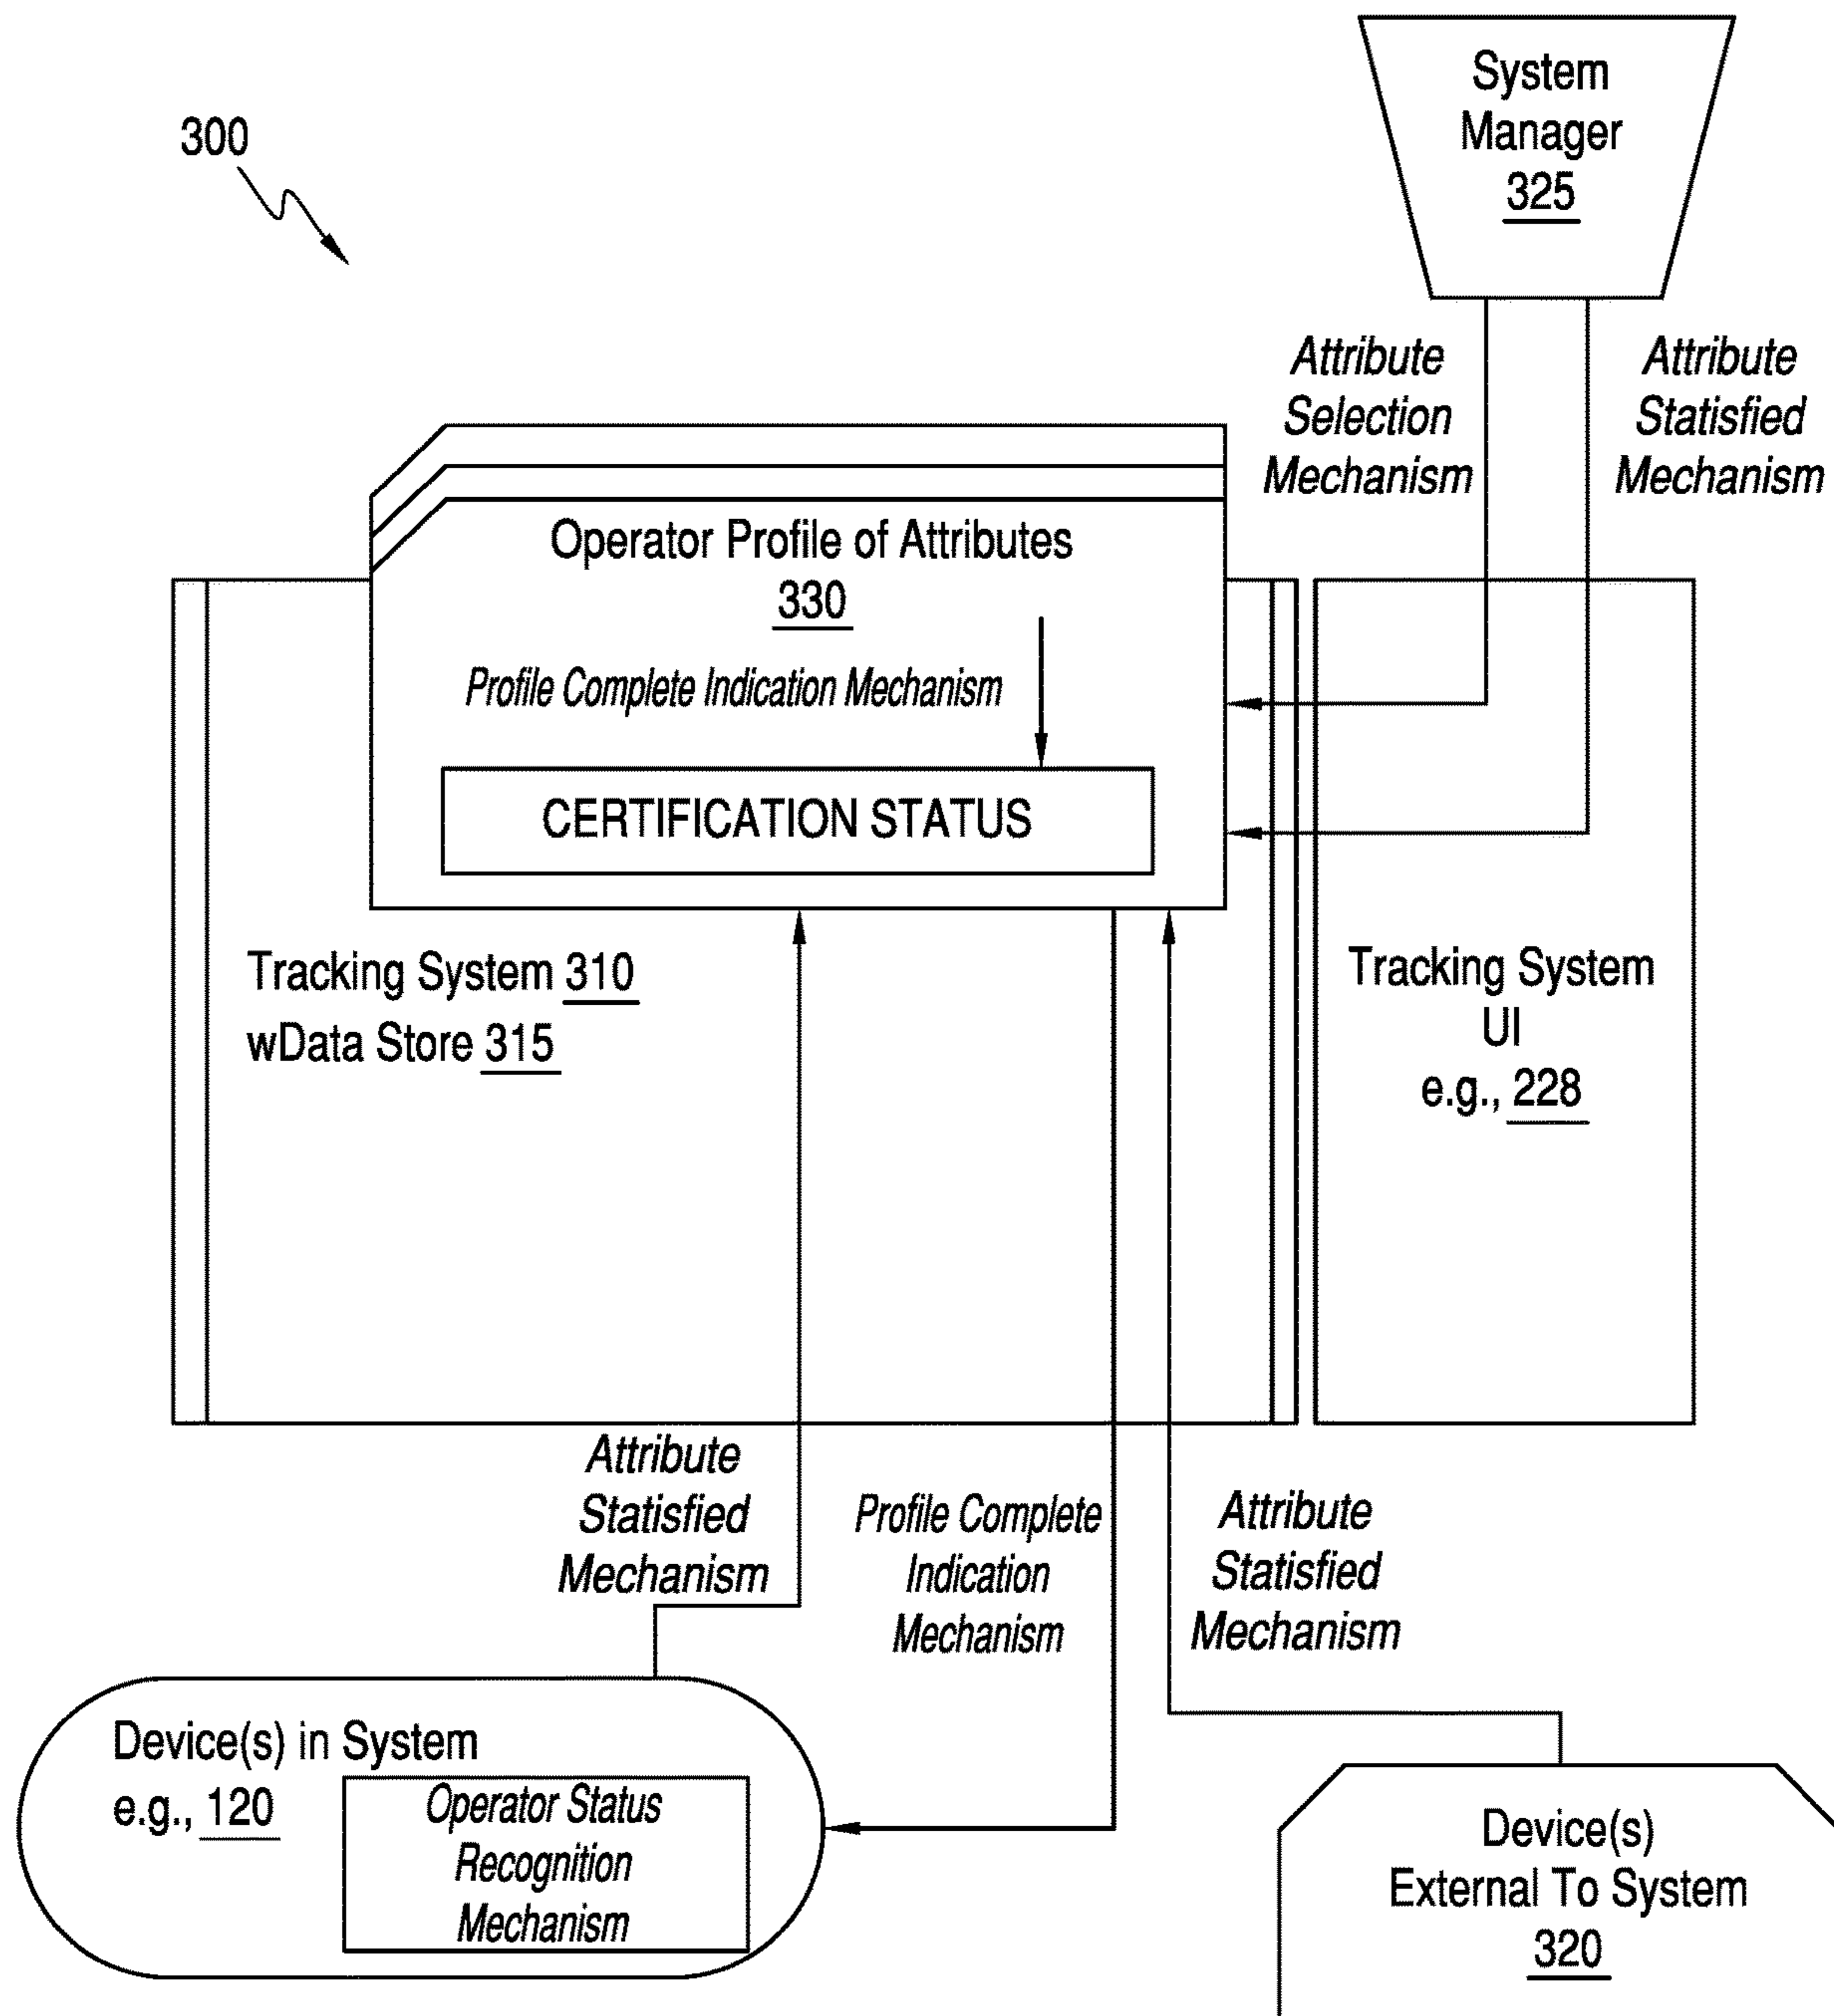 300
System
Manager
325
Attribute
Selection
Mechanism
Attribute
Statisfied
Mechanism
Operator Profile of Attributes
330
Profile Complete Indication Mechanism
CERTIFICATION STATUS
Tracking System 310
wData Store 315
Tracking System
UI
e.g., 228
Attribute
Statisfied
Mechanism
Profile Complete
Indication
Mechanism
Attribute
Statisfied
Mechanism
Device(s) in System
e.g., 120
Operator Status
Recognition
Mechanism
Device(s)
External To System
320